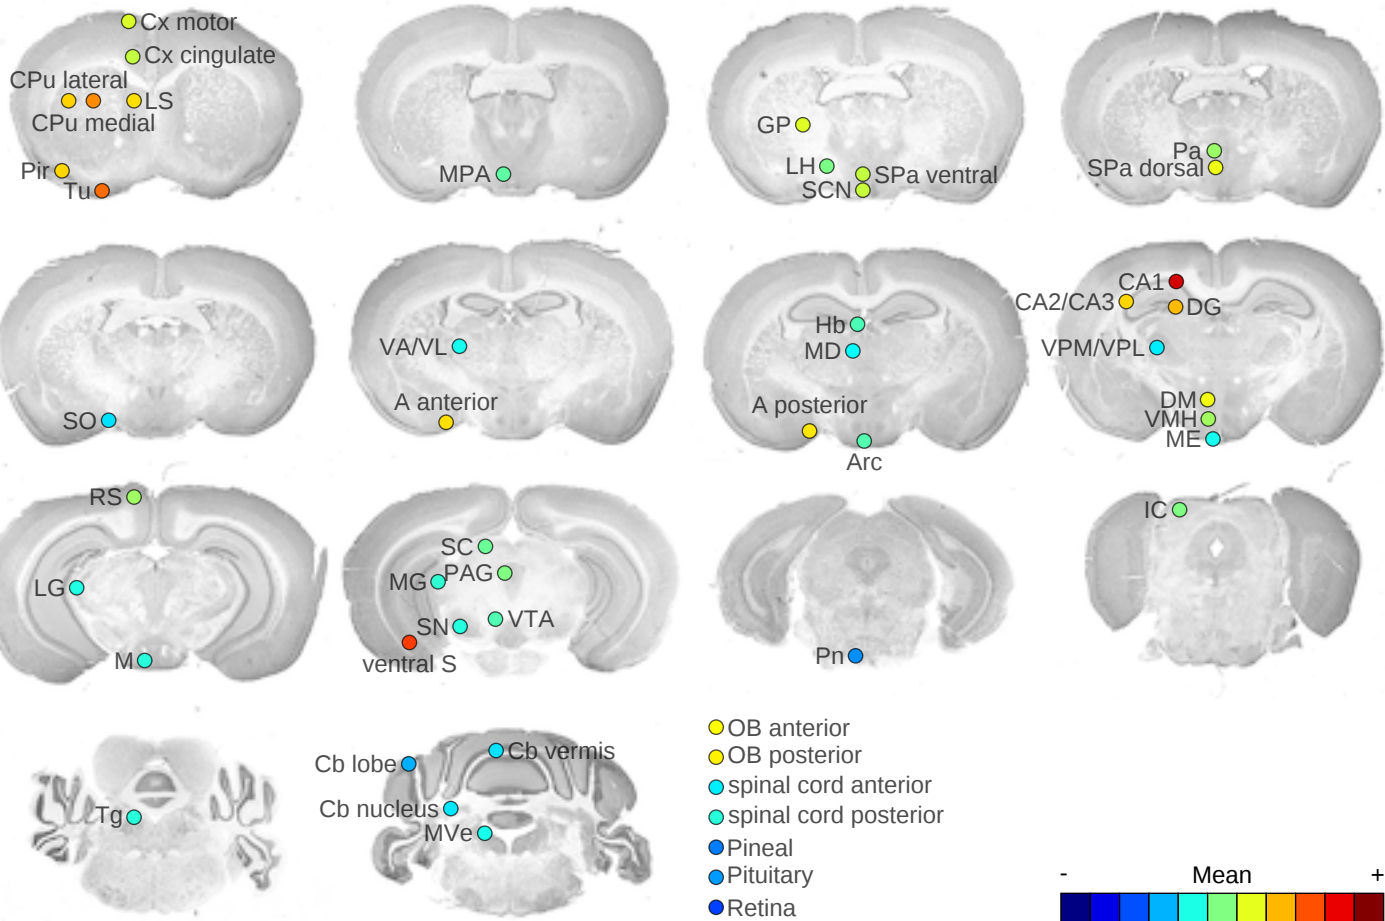 Cx motor
Cx cingulate
CPu lateral
LS
CPu medial
Pir
Tu
MPA
GP
LH
SPa ventral
SCN
Pa
SPa dorsal
SO
VA/VL
A anterior
Hb
MD
A posterior
Arc
CA1
CA2/CA3
DG
VPM/VPL
DM
VMH
ME
RS
LG
M
SC
PAG
MG
VTA
SN
ventral S
Pn
IC
Tg
Cb vermis
Cb lobe
Cb nucleus
MVe
OB anterior
OB posterior
spinal cord anterior
spinal cord posterior
Pineal
Pituitary
Retina
- Mean +